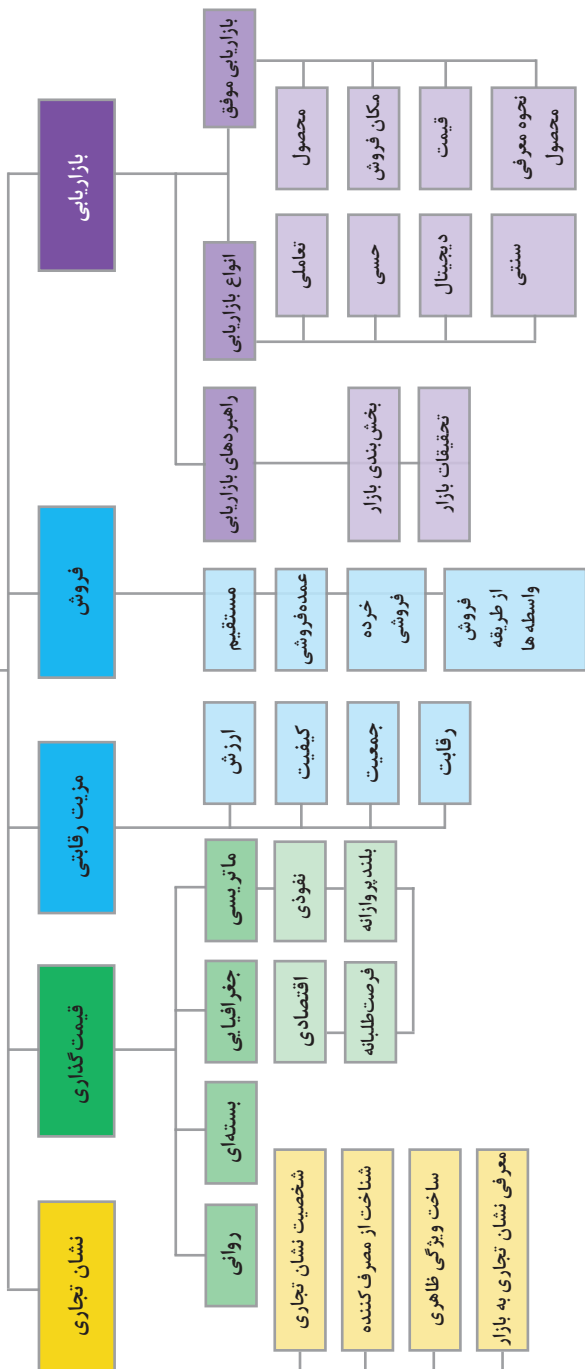 بازاریابی
بازاریابی موفق
محصول
مکان فروش
قیمت
نحوه معرفی
محصول
انواع بازاریابی
تعاملی
حسی
دیجیتال
سنتی
راهبردهای بازاریابی
بخش‌بندی بازار
تحقیقات بازار
فروش
مستقیم
عمده‌فروشی
خرده
فروشی
فروش
از طریقه
واسطه ها
مزیت رقابتی
ارزش
کیفیت
جمعیت
رقابت
قیمت‌گذاری
ماتریسی
نفوذی
بلندپروازانه
اقتصادی
فرصت‌طلبانه
جغرافیایی
بسته‌ای
روانی
نشان تجاری
شخصیت نشان تجاری
شناخت از مصرف‌کننده
ساخت ویژگی ظاهری
معرفی نشان تجاری به بازار